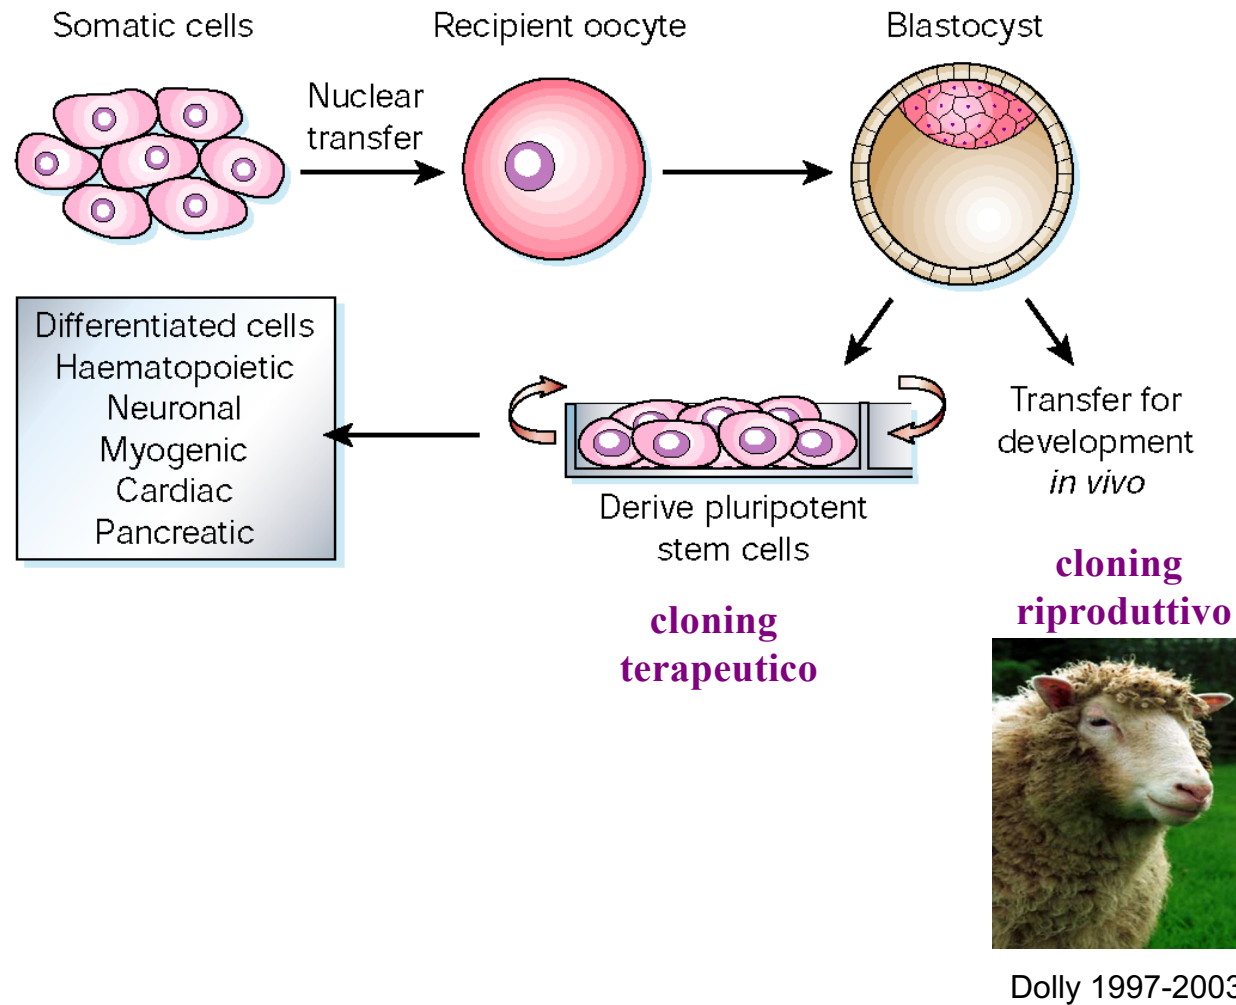 Somatic cells
Recipient oocyte
Blastocyst
Nuclear
transfer
Differentiated cells
Haematopoietic
Neuronal
Myogenic
Cardiac
Pancreatic
Derive pluripotent
stem cells
Transfer for
development
in vivo
cloning
terapeutico
cloning
riproduttivo
Dolly 1997-2003